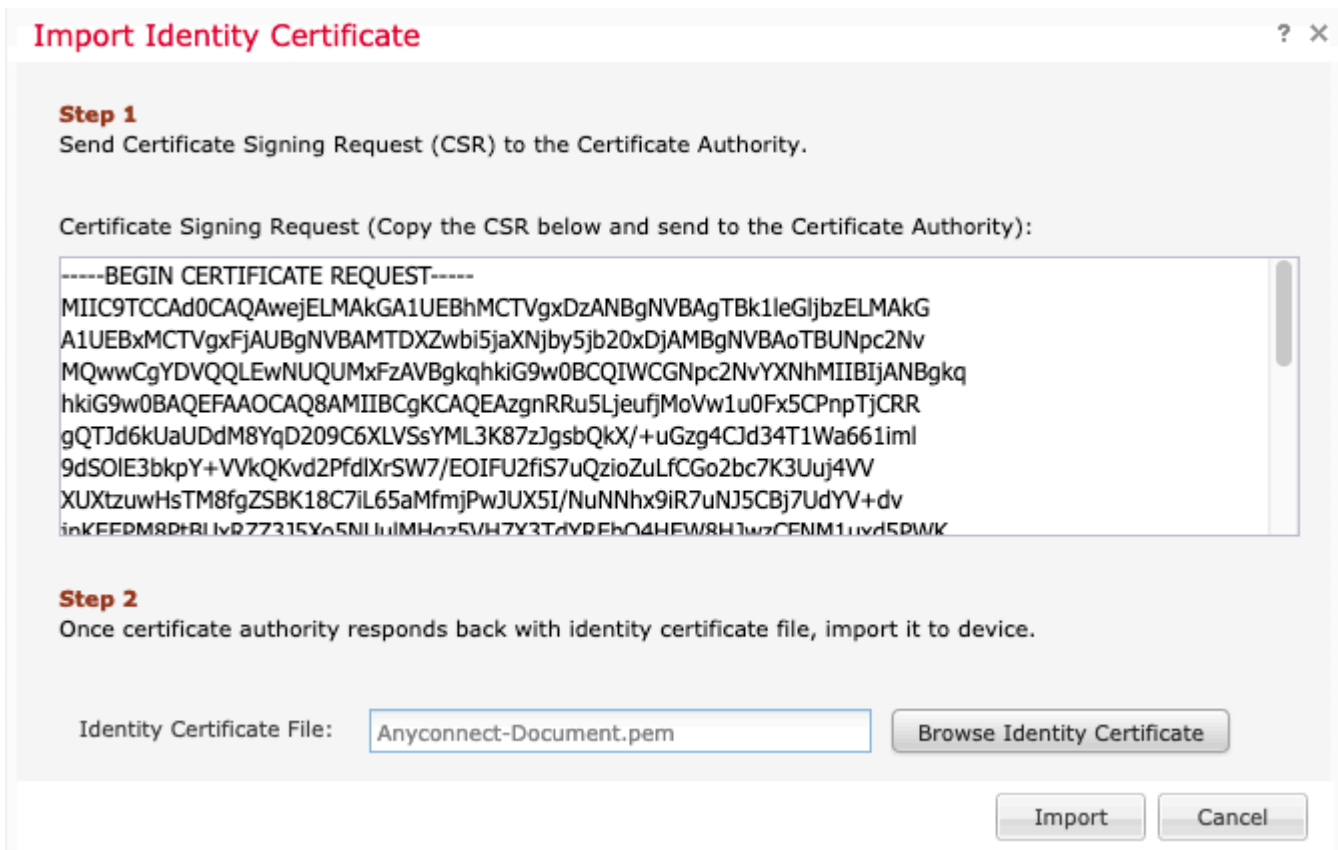 Import Identity Certificate
? ×
Step 1
Send Certificate Signing Request (CSR) to the Certificate Authority.
Certificate Signing Request (Copy the CSR below and send to the Certificate Authority):
-----BEGIN CERTIFICATE REQUEST-----
MIIC9TCCAd0CAQAwejELMAkGA1UEBhMCTVgxDzANBgNVBAgTBk1leGljbzELMAkG
A1UEBxMCTVgxFjAUBgNVBAMTDXZwbi5jaXNjby5jb20xDjAMBgNVBAoTBUNpc2Nv
MQwwCgYDVQQLEwNUQUMxFzAVBgkqhkiG9w0BCQIWCGNpc2NvYXNhMIIBIjANBgkq
hkiG9w0BAQEFAAOCAQ8AMIIBCgKCAQEAzgnRRu5LjeufjMoVw1u0Fx5CPnpTjCRR
gQTJd6kUaUDdM8YqD209C6XLVSsYML3K87zJgsbQkX/+uGzg4CJd34T1Wa661iml
9dSOlE3bkpY+VVkQKvd2PfdlXrSW7/EOIFU2fiS7uQzioZuLfCGo2bc7K3Uuj4VV
XUXtzuwHsTM8fgZSBK18C7iL65aMfmjPwJUX5I/NuNNhx9iR7uNJ5CBj7UdYV+dv
Step 2
Once certificate authority responds back with identity certificate file, import it to device.
Identity Certificate File:
Anyconnect-Document.pem
Browse Identity Certificate
Import
Cancel